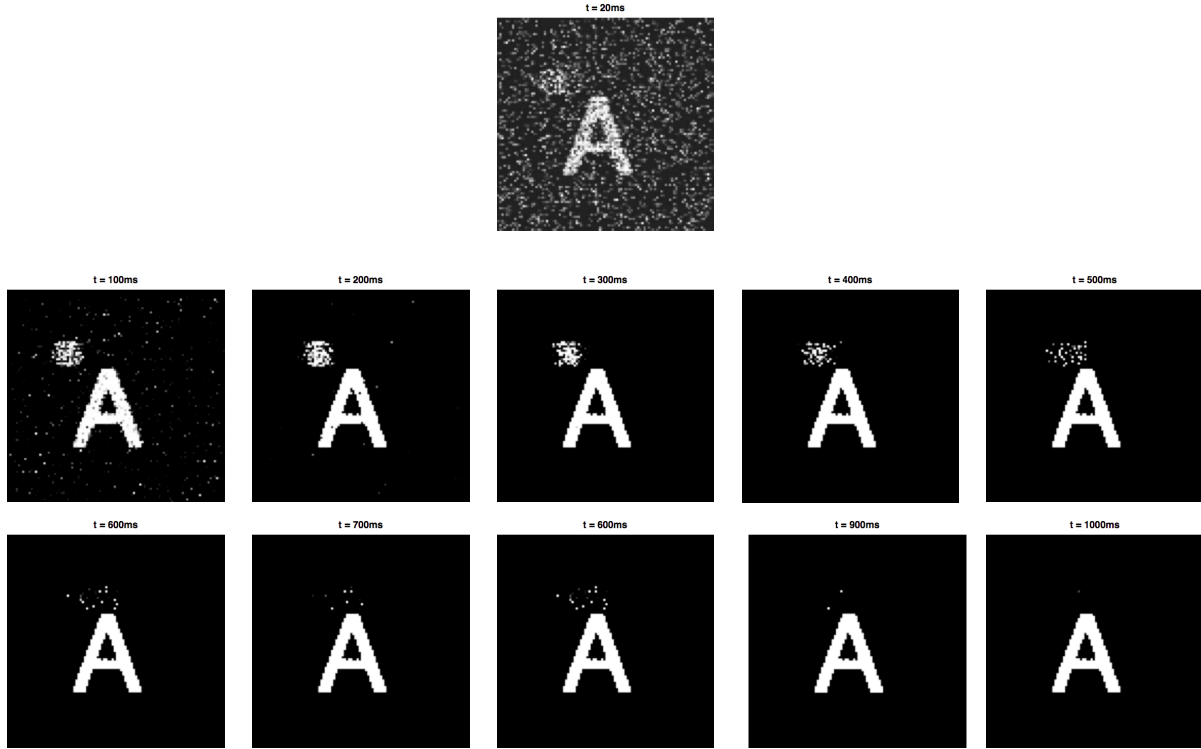 t = 20ms
A
t = 100ms
t = 200ms
t = 300ms
t = 400ms
t = 500ms
A
A
A
A
A
t = 600ms
t = 700ms
t = 600ms
t = 900ms
t = 1000ms
A
A
A
A
A